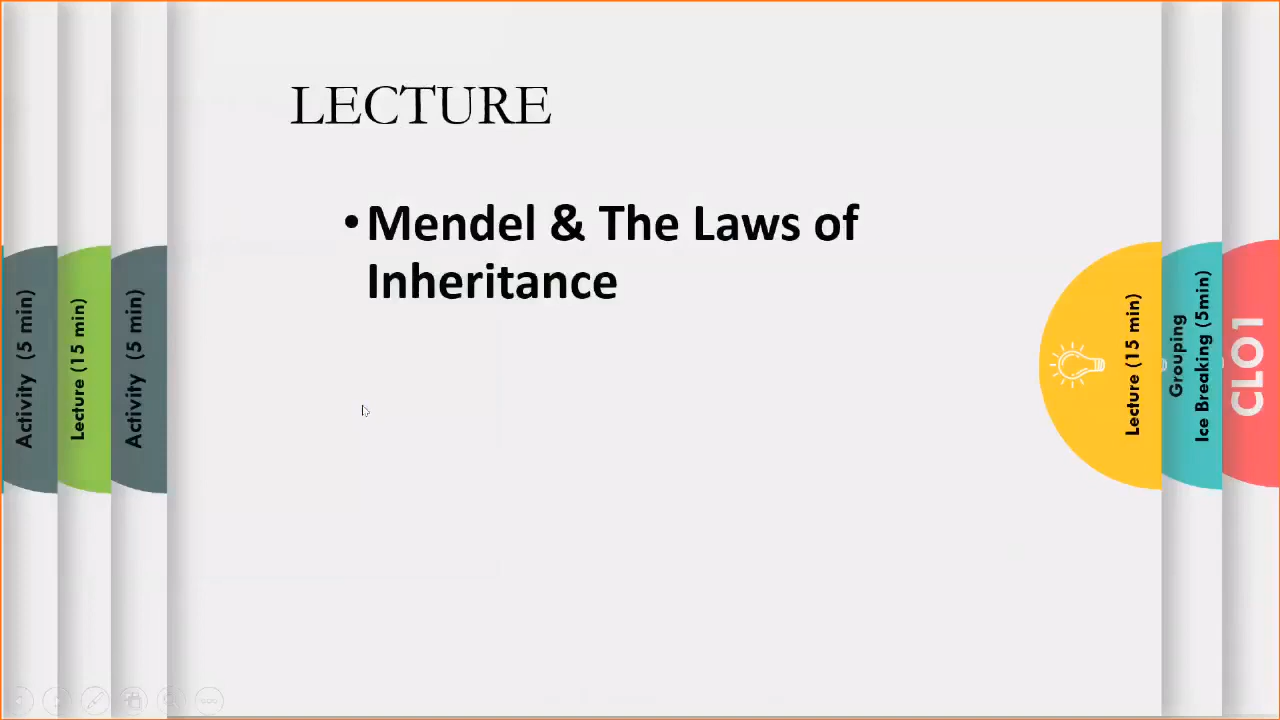 LECTURE
•Mendel & The Laws of
Inheritance
Activity (5 min)
Lecture (15 min)
Activity (5 min)
Lecture (15 min)
Grouping
Ice Breaking (5min)
CLO1